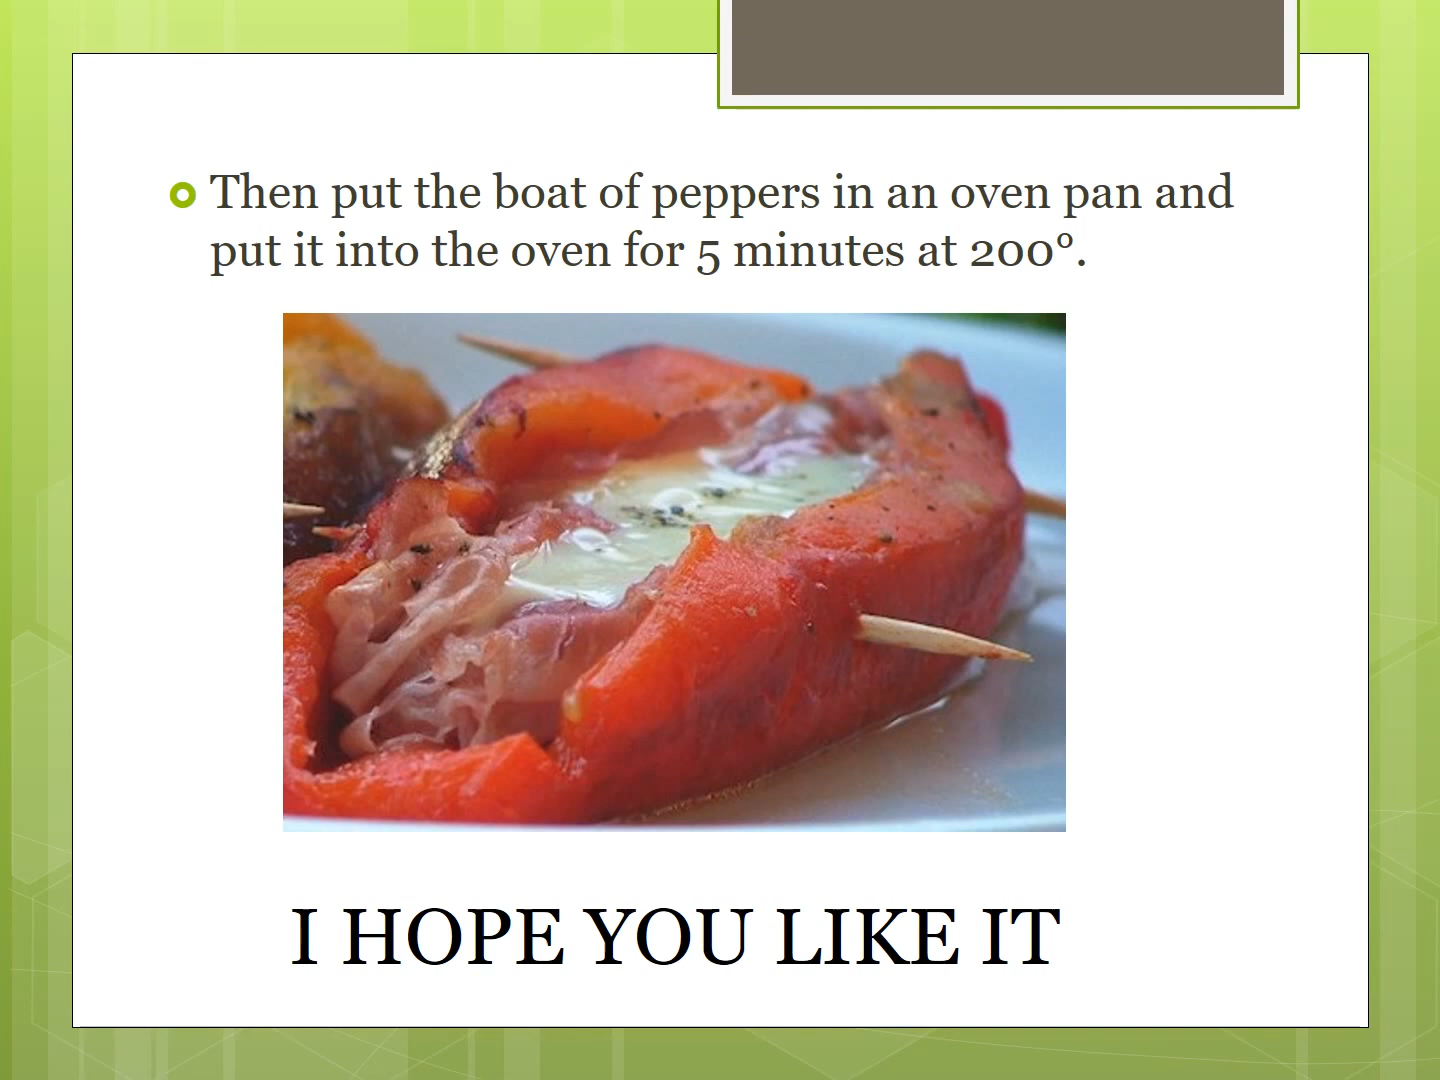 Then put the boat of peppers in an oven pan and
put it into the oven for 5 minutes at 200°.
I HOPE YOU LIKE IT